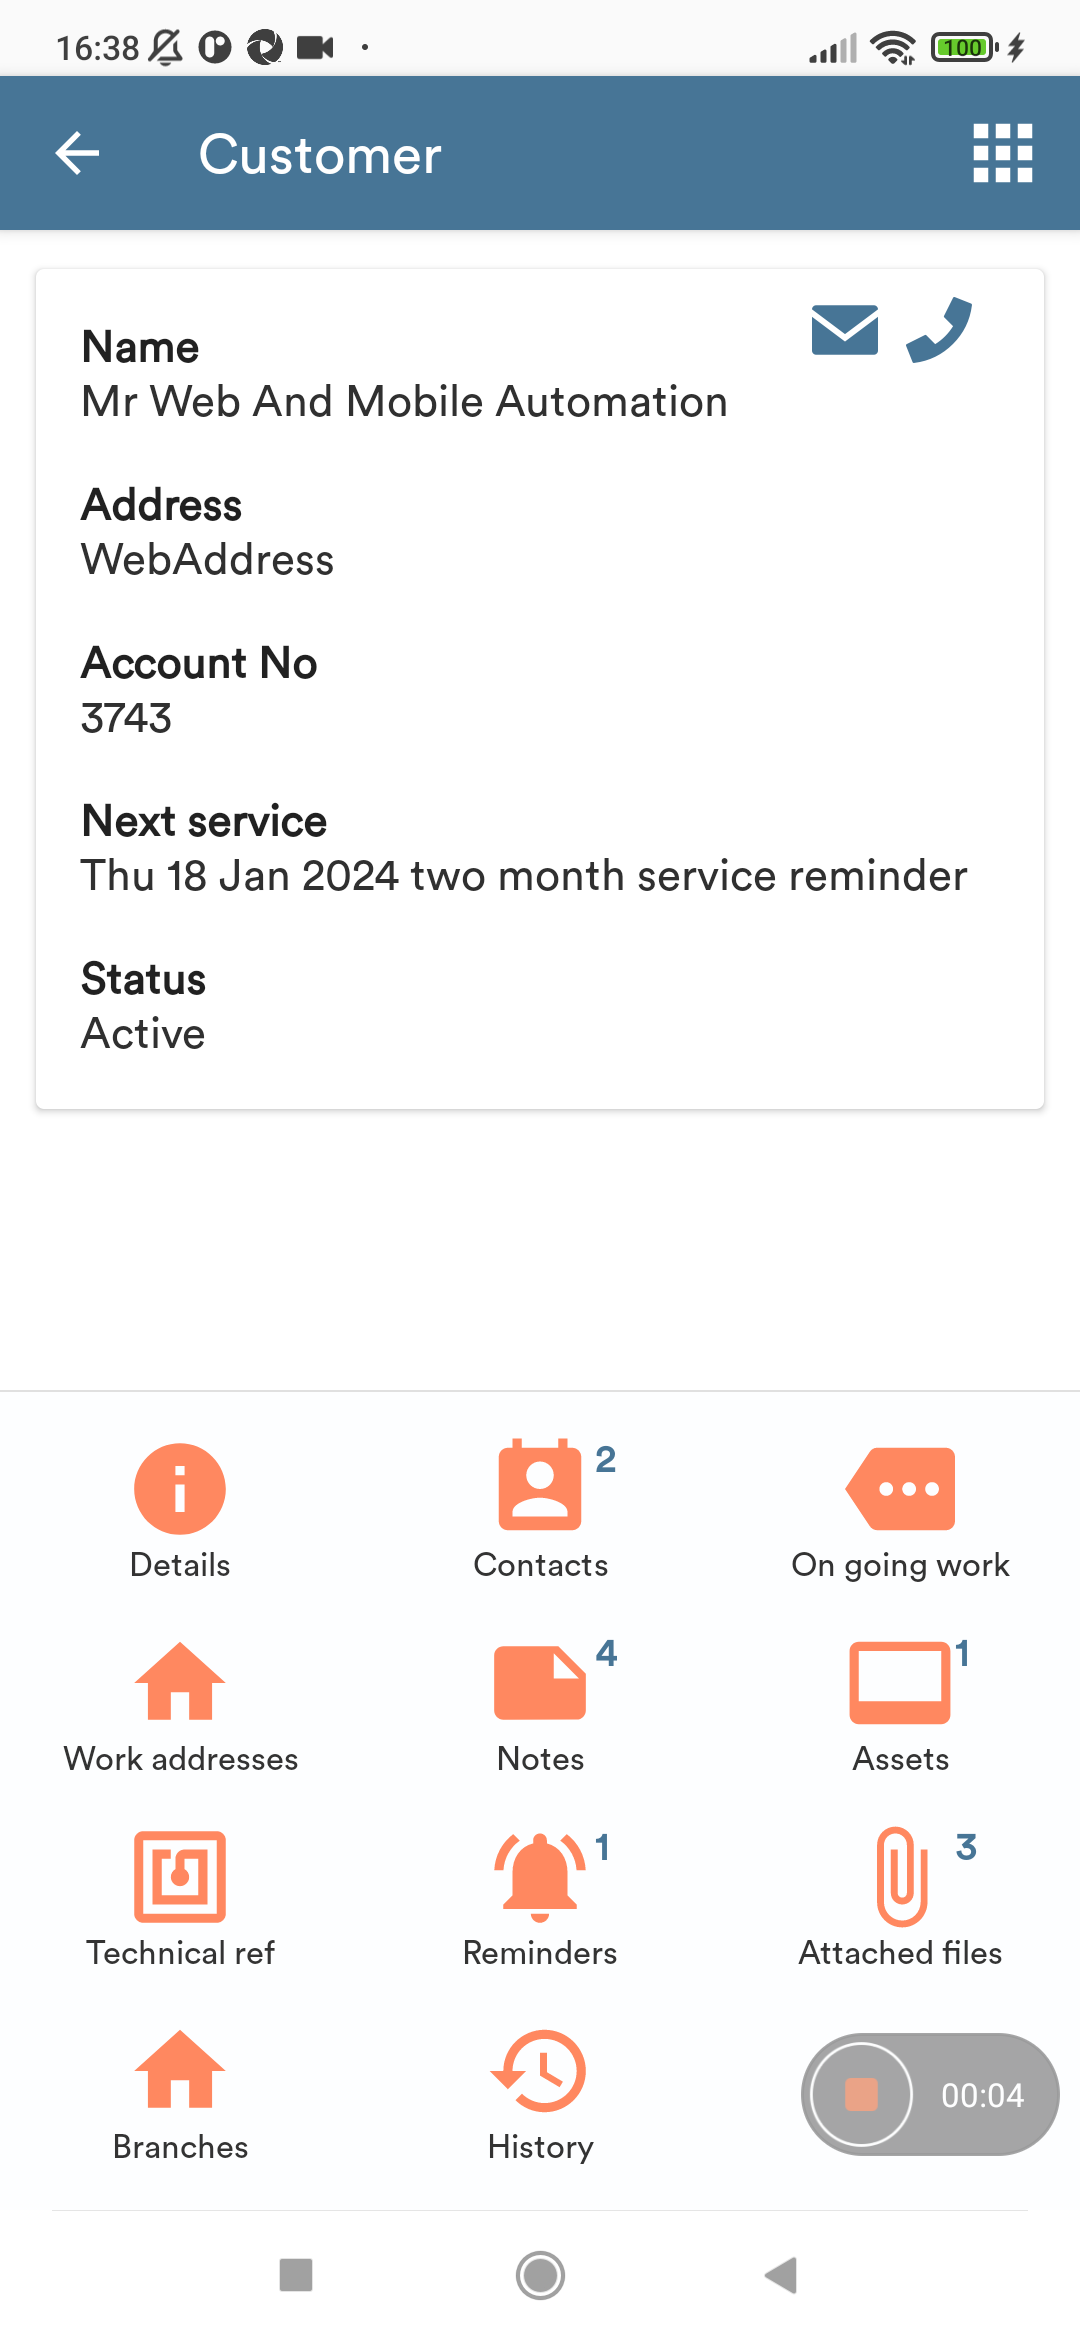 16:38
100
Customer
Name
Mr Web And Mobile Automation
Address
WebAddress
Account No
3743
Next service
Thu 18 Jan 2024 two month service reminder
Status
Active
2
Details
Contacts
On going work
4
1
Work addresses
Notes
Assets
1
3
Technical ref
Reminders
Attached files
00:04
Branches
History